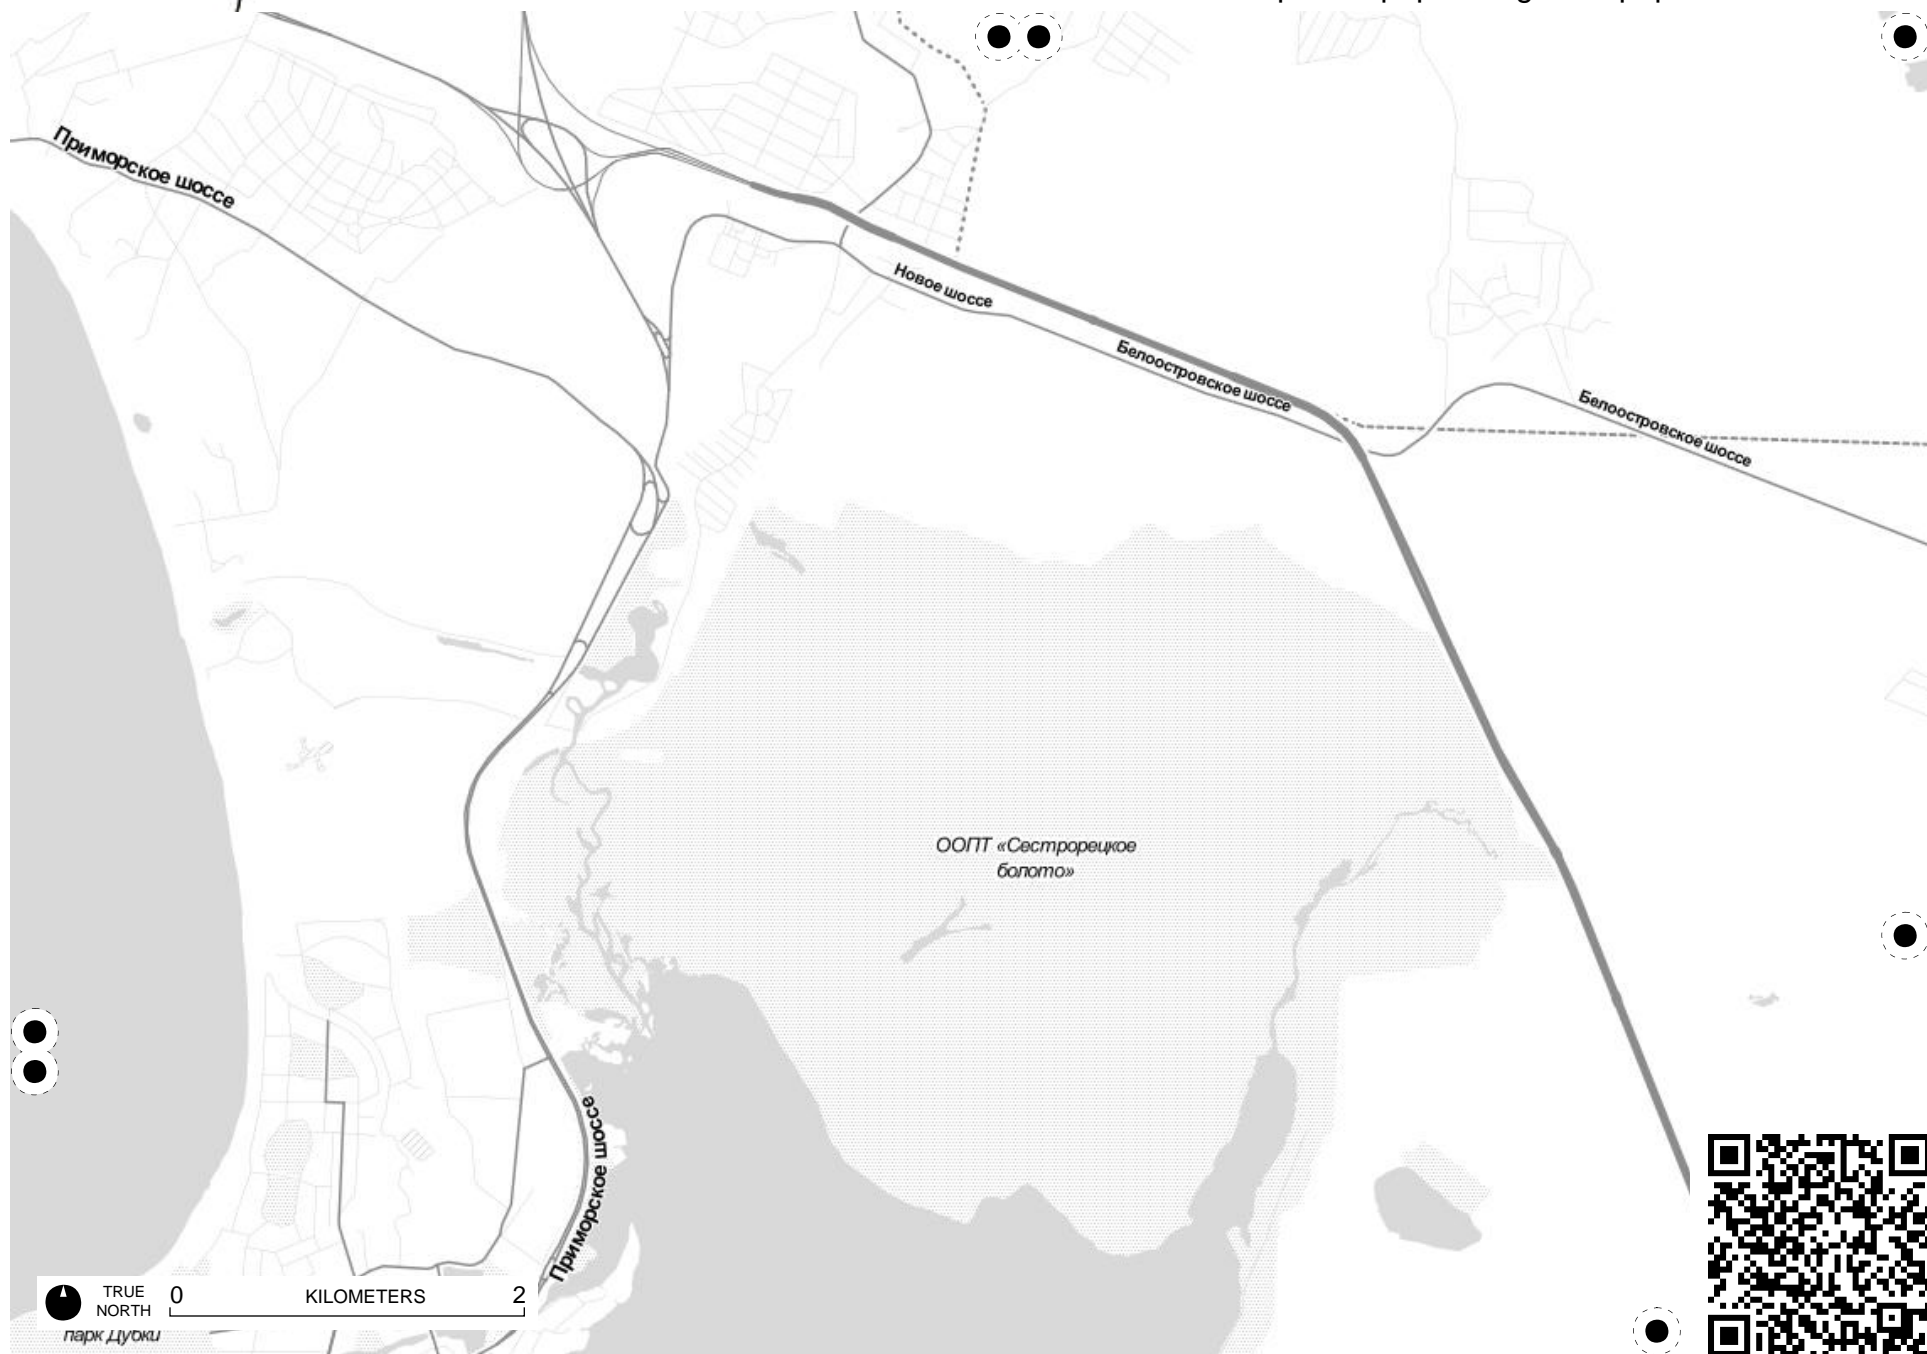 Приморское шоссе
Новое шоссе
Белоостровское шоссе
Белоостровское шоссе
ООПТ «Сестрорецкое
болото»
Приморское шоссе
TRUE
NORTH
0 KILOMETERS 2
парк Дубки